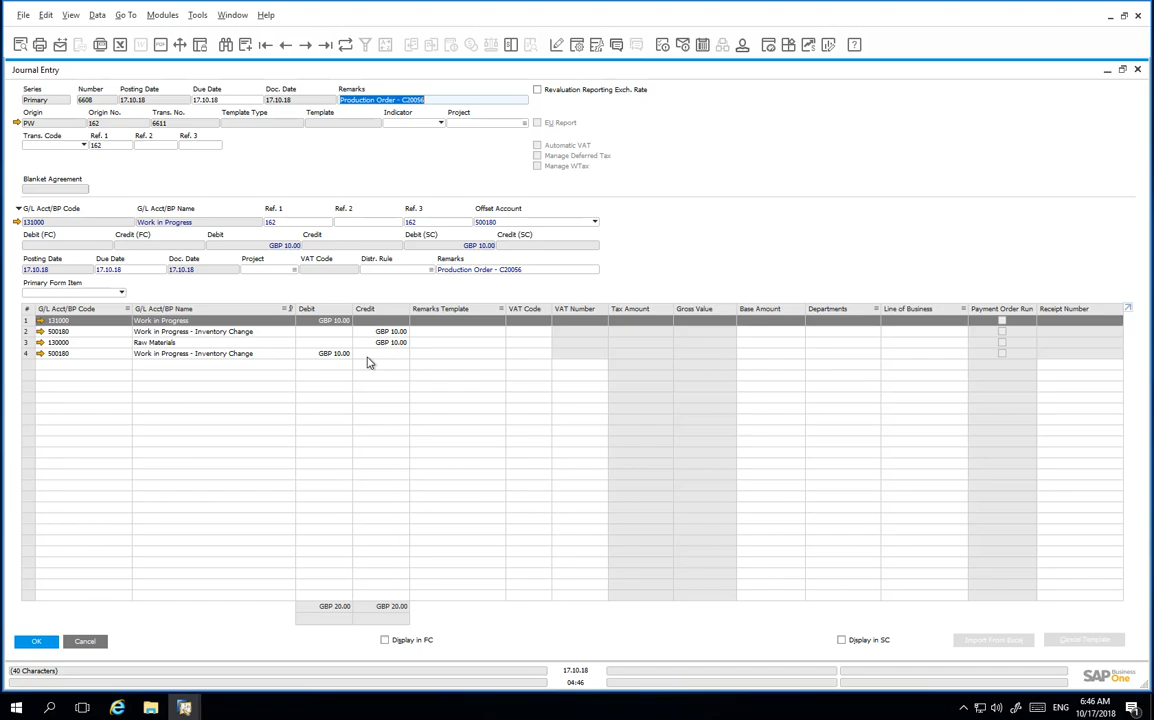 File Edit View Data Go To Modules Tools Window Help
Journal Entry
Series Number Posting Date Due Date Doc. Date Remarks
Primary 6608 17.10.18 17.10.18 17.10.18 Production Order - C20056
Revaluation Reporting Exch. Rate
Origin Origin No. Trans. No. Template Type Template Indicator Project
PW 162 6611
EU Report
Trans. Code Ref. 1 Ref. 2 Ref. 3
162
Automatic VAT
Manage Deferred Tax
Manage WTax
Blanket Agreement
G/L Acct/BP Code G/L Acct/BP Name Ref. 1 Ref. 2 Ref. 3 Offset Account
131000 Work in Progress 162 162 500180
Debit (FC) Credit (FC) Debit Credit Debit (SC) Credit (SC)
GBP 10.00 GBP 10.00
Posting Date Due Date Doc. Date Project VAT Code Distr. Rule Remarks
17.10.18 17.10.18 17.10.18 Production Order - C20056
Primary Form Item
# G/L Acct/BP Code G/L Acct/BP Name Debit Credit Remarks Template VAT Code VAT Number Tax Amount Gross Value Base Amount Departments Line of Business Payment Order Run Receipt Number
1 131000 Work in Progress GBP 10.00
2 500180 Work in Progress - Inventory Change GBP 10.00
3 130000 Raw Materials GBP 10.00
4 500180 Work in Progress - Inventory Change GBP 10.00
GBP 20.00 GBP 20.00
OK Cancel Display in FC Display in SC Import From Excel Cancel Template
(40 Characters) 17.10.18
04:46
SAP Business One
ENG 6:46 AM
10/17/2018